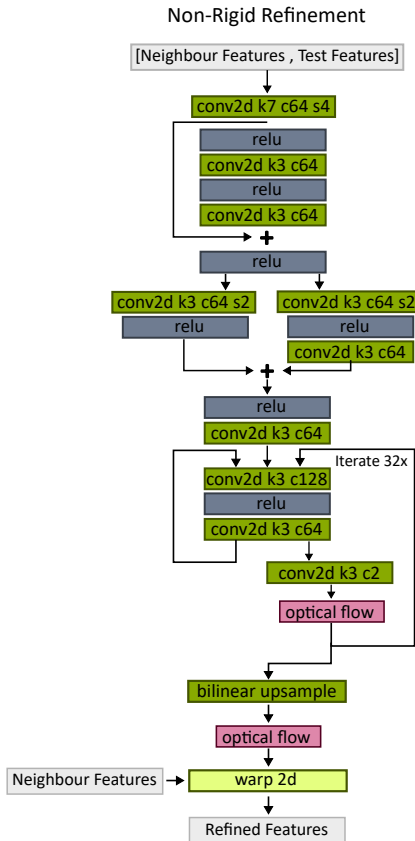 Non-Rigid Refinement
[Neighbour Features , Test Features]
conv2d k7 c64 s4
relu
conv2d k3 c64
relu
conv2d k3 c64
+
relu
conv2d k3 c64 s2
conv2d k3 c64 s2
relu
relu
conv2d k3 c64
+
relu
conv2d k3 c64
Iterate 32x
conv2d k3 c128
relu
conv2d k3 c64
conv2d k3 c2
optical flow
bilinear upsample
optical flow
Neighbour Features
warp 2d
Refined Features